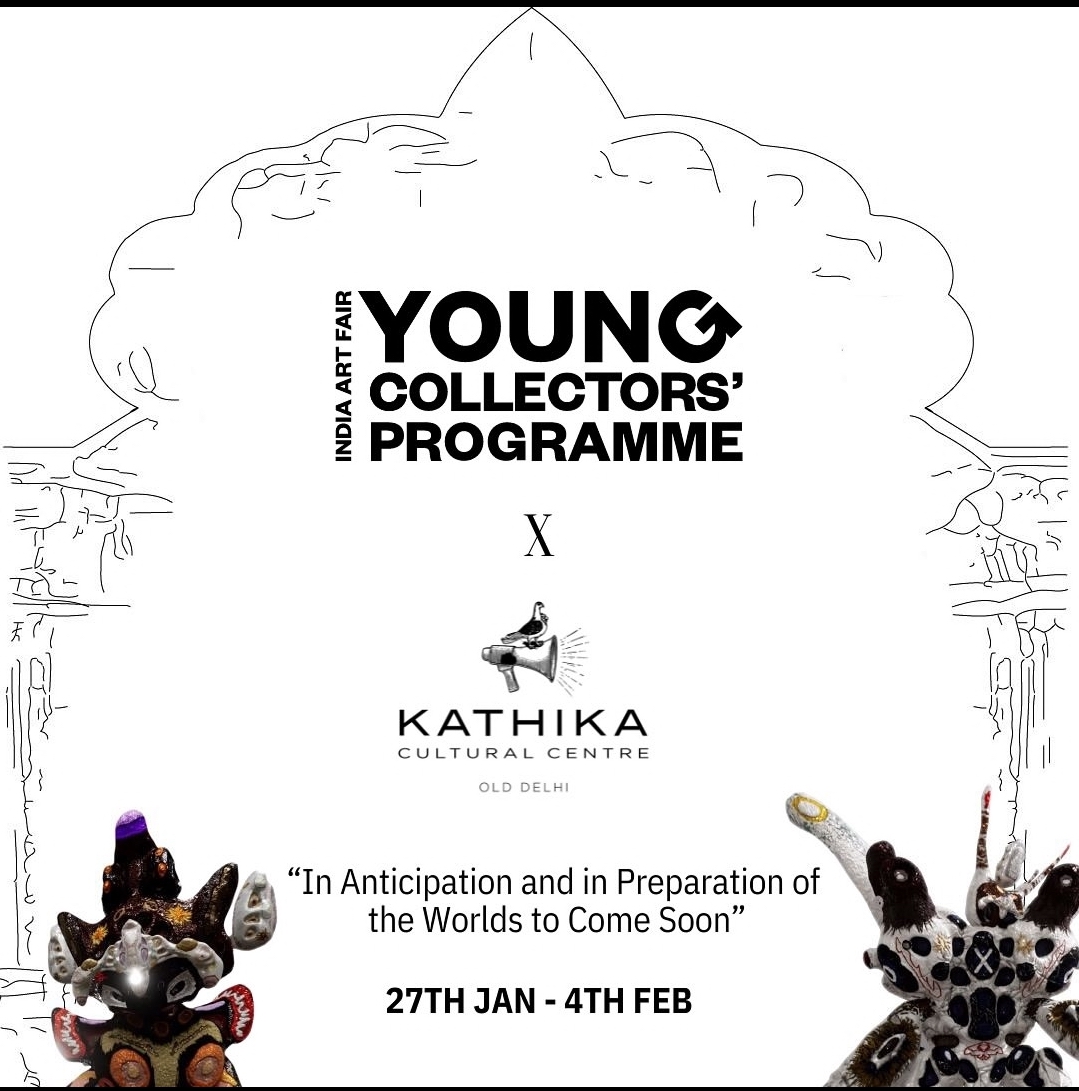 INDIA ART FAIR
YOUNG
COLLECTORS’
PROGRAMME
X
KATHIKA
CULTURAL CENTRE
OLD DELHI
“In Anticipation and in Preparation of
the Worlds to Come Soon”
27TH JAN - 4TH FEB